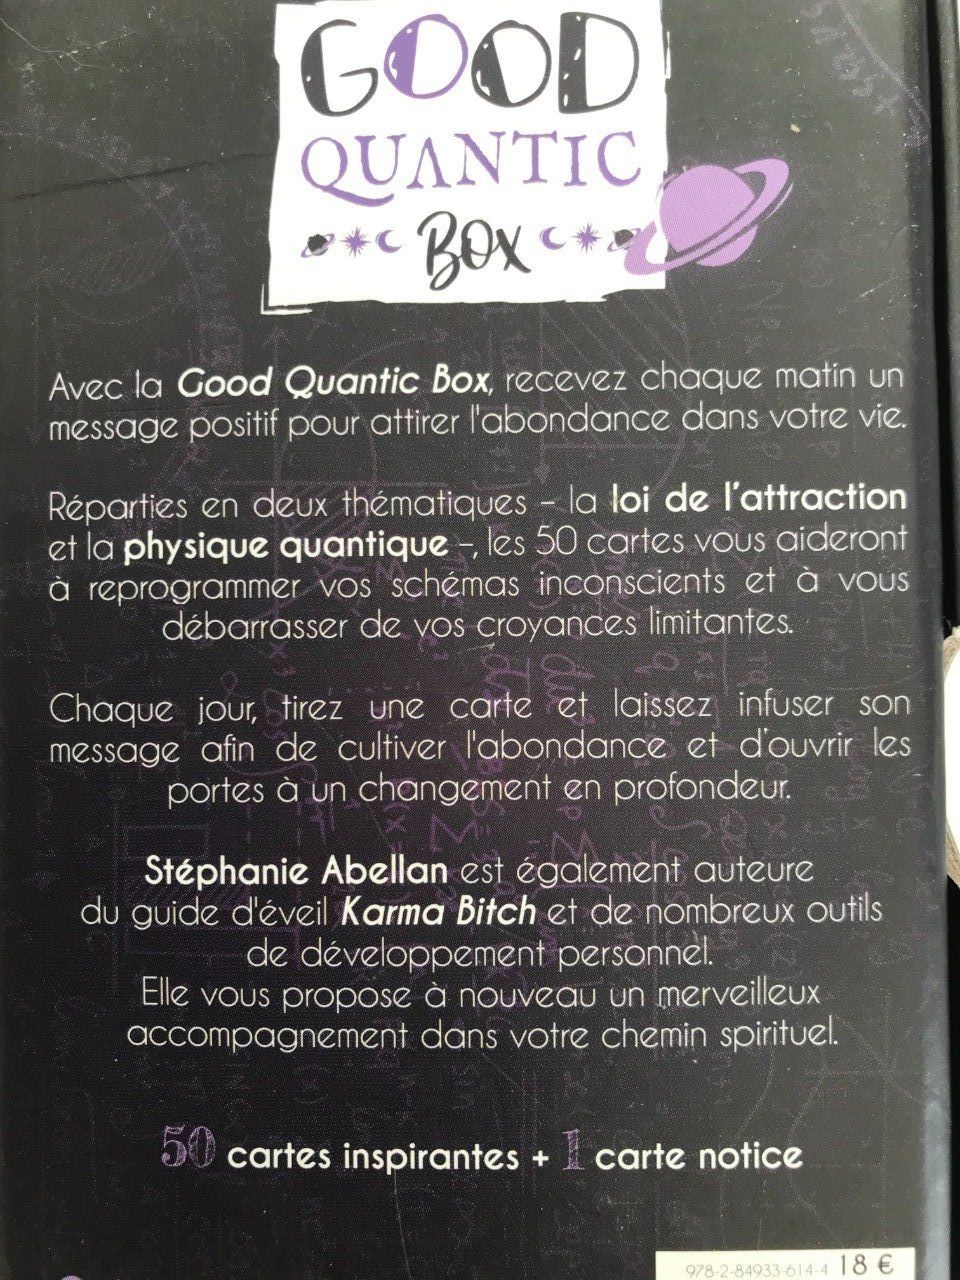 GOOD
QUANTIC
BOX
Avec la Good Quantic Box, recevez chaque matin un
message positif pour attirer l'abondance dans votre vie.
Réparties en deux thématiques – la loi de l'attraction
et la physique quantique –, les 50 cartes vous aideront
à reprogrammer vos schémas inconscients et à vous
débarrasser de vos croyances limitantes.
Chaque jour, tirez une carte et laissez infuser son
message afin de cultiver l'abondance et d'ouvrir les
portes à un changement en profondeur.
Stéphanie Abellan est également auteure
du guide d'éveil Karma Bitch et de nombreux outils
de développement personnel.
Elle vous propose à nouveau un merveilleux
accompagnement dans votre chemin spirituel.
50 cartes inspirantes + 1 carte notice
978-2-84933-614-4 18 €